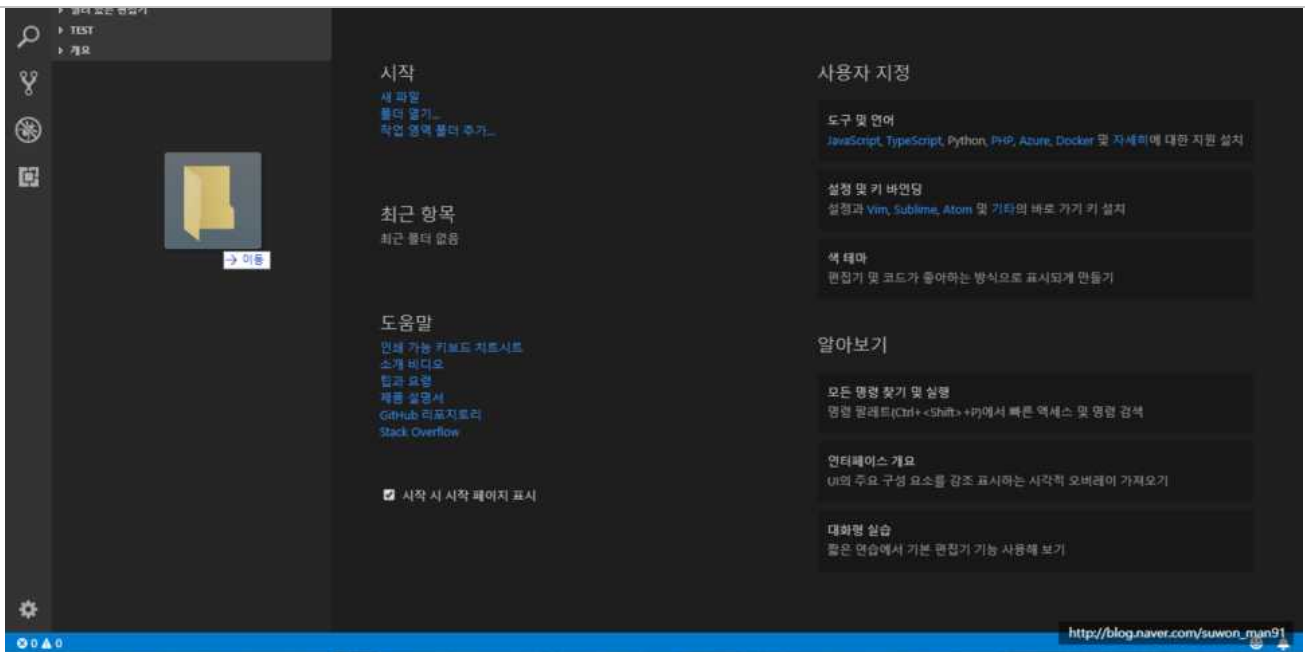 열려 있는 편집기
TEST
개요
이동
시작
새 파일
폴더 열기...
작업 영역 폴더 추가...
최근 항목
최근 폴더 없음
도움말
인쇄 가능 키보드 치트시트
소개 비디오
팁과 요령
제품 설명서
GitHub 리포지토리
Stack Overflow
시작 시 시작 페이지 표시
사용자 지정
도구 및 언어
JavaScript, TypeScript, Python, PHP, Azure, Docker 및 자세히에 대한 지원 설치
설정 및 키 바인딩
설정과 Vim, Sublime, Atom 및 기타의 바로 가기 키 설치
색 테마
편집기 및 코드가 좋아하는 방식으로 표시되게 만들기
알아보기
모든 명령 찾기 및 실행
명령 팔레트(Ctrl+<Shift>+P)에서 빠른 액세스 및 명령 검색
인터페이스 개요
UI의 주요 구성 요소를 강조 표시하는 시각적 오버레이 가져오기
대화형 실습
짧은 연습에서 기본 편집기 기능 사용해 보기
0 0
http://blog.naver.com/suwon_man91